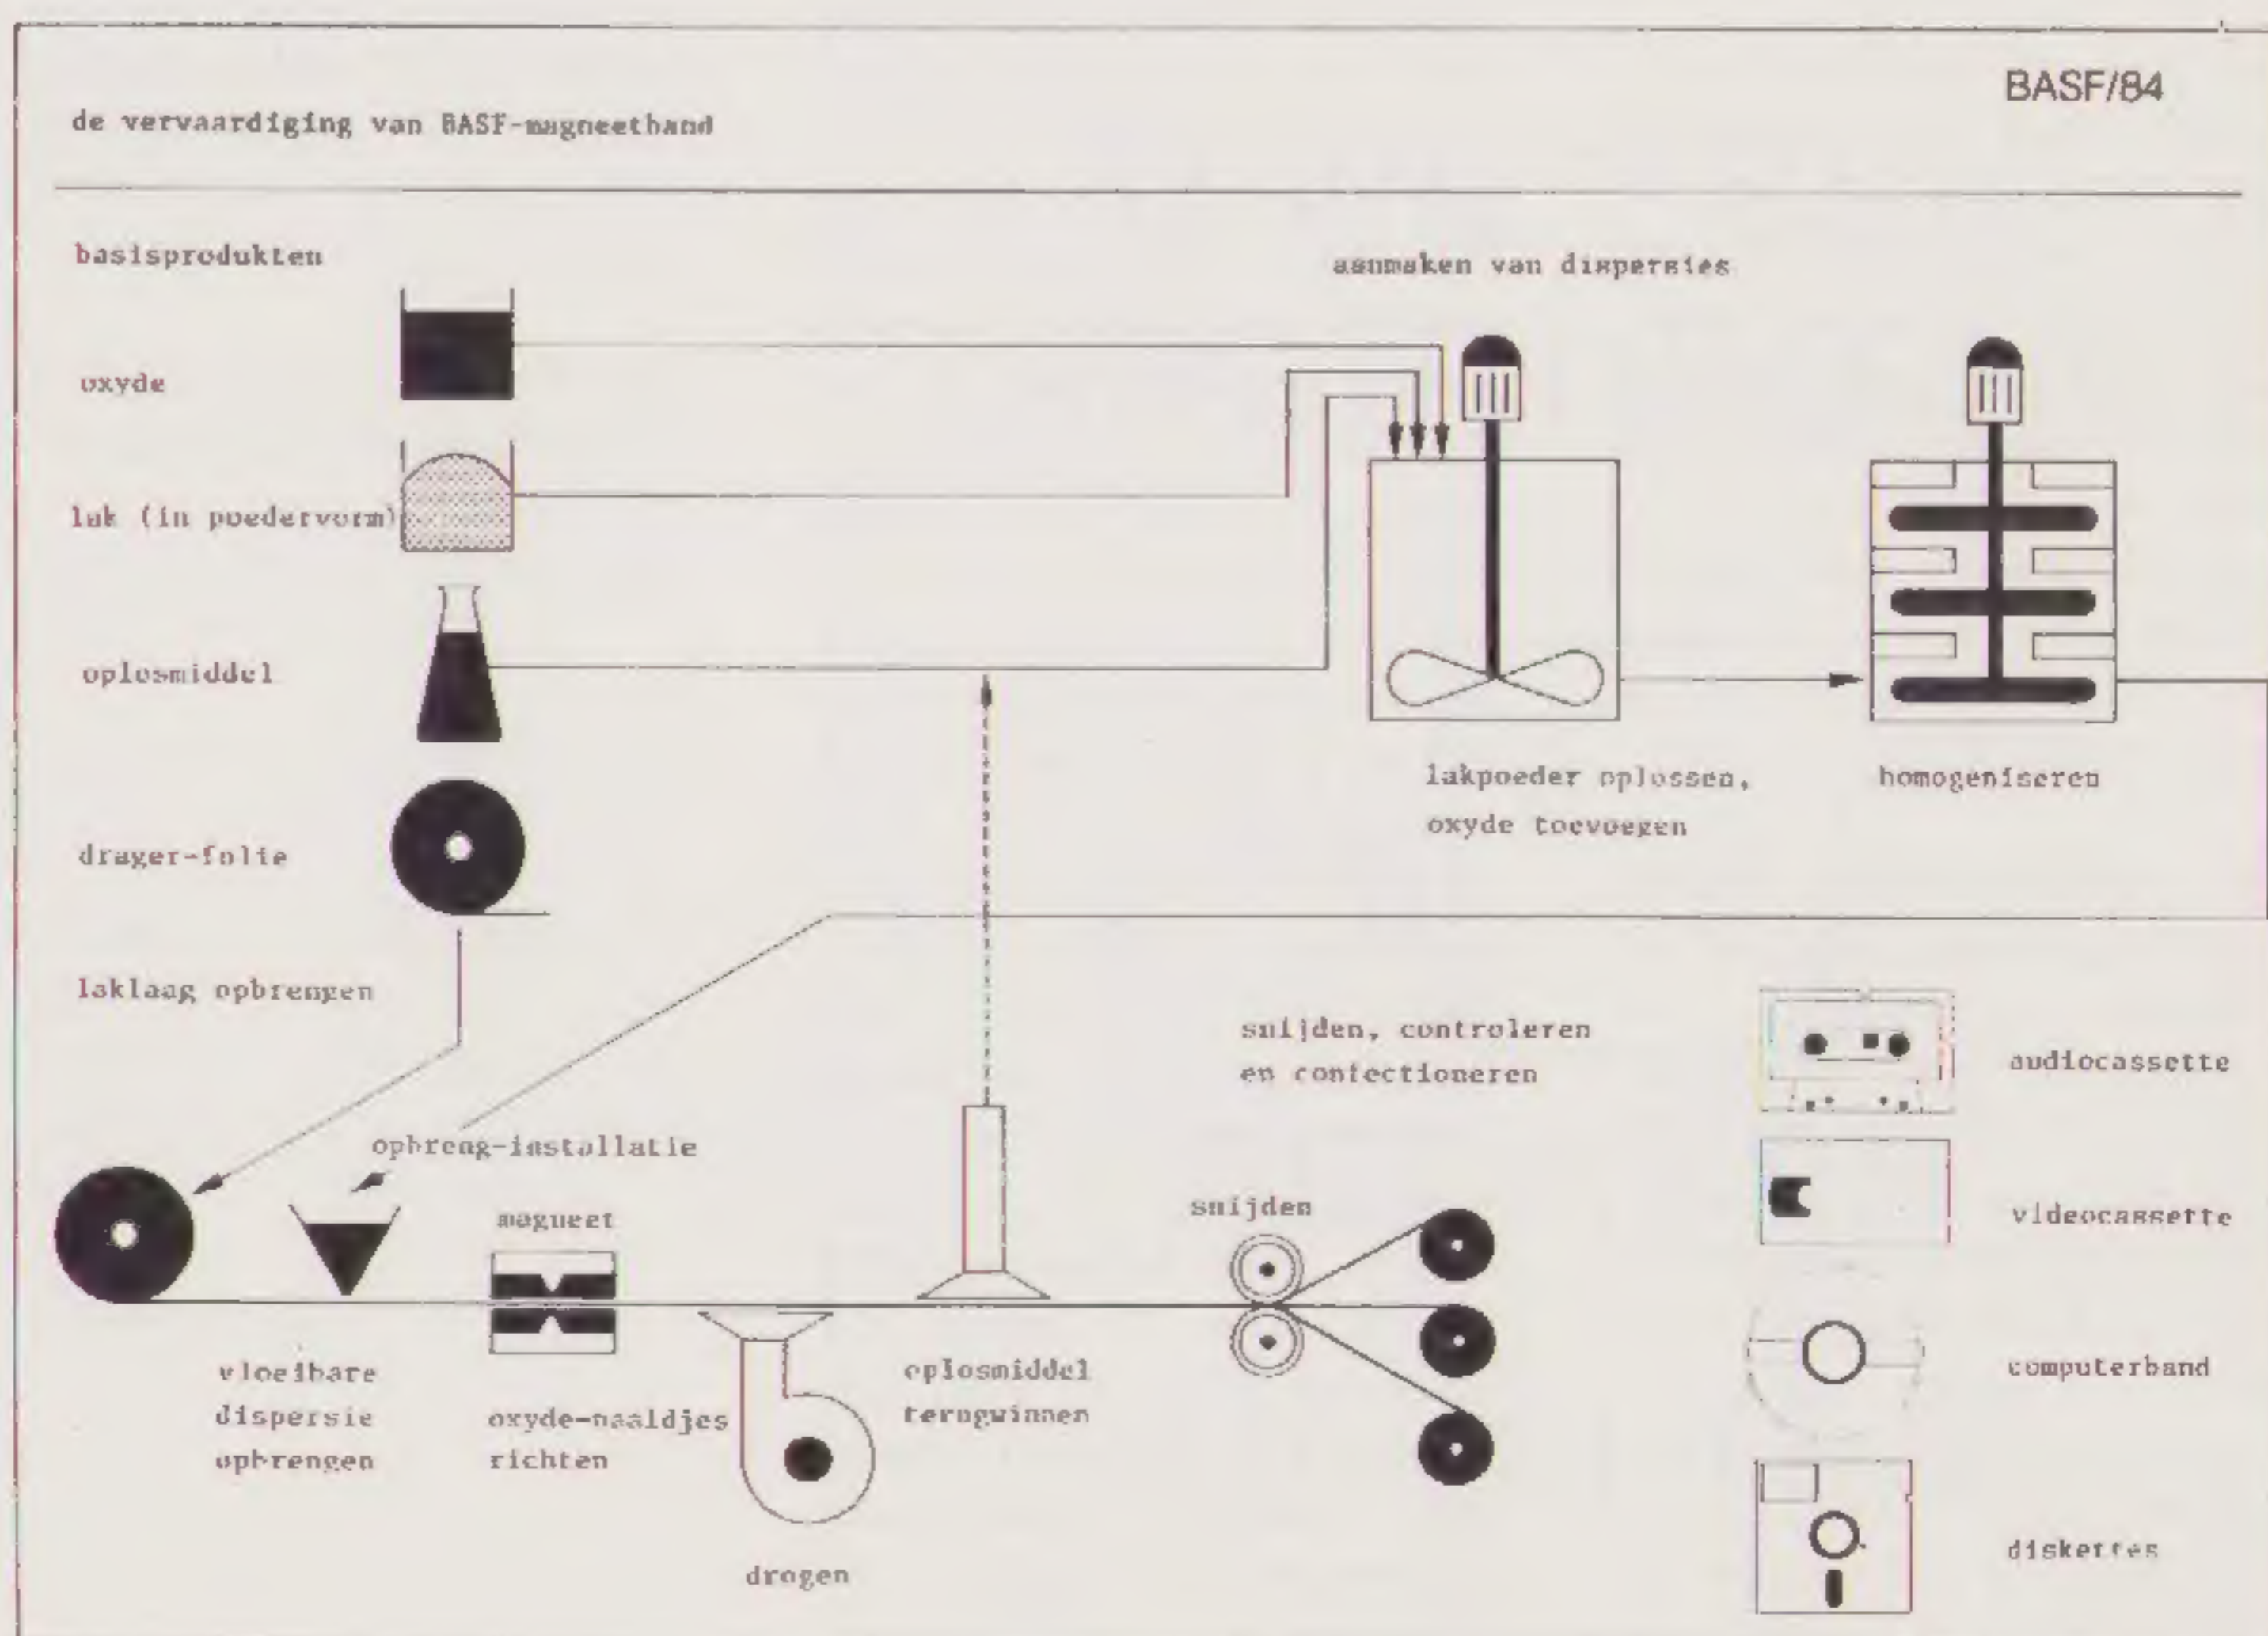 BASF/84
de vervaardiging van BASF-magneetband
basisprodukten
aanmaken van dispersies
oxyde
lak (in poedervorm)
oplosmiddel
lakpoeder oplossen,
oxyde toevoegen
homogeniseren
drager-folie
laklaag opbrengen
snijden, controleren
en confectioneren
audiocassette
opbreng-installatie
magneet
snijden
videocassette
vloeibare
dispersie
opbrengen
oxyde-naaldjes
richten
oplosmiddel
terugwinnen
computerband
drogen
diskettes